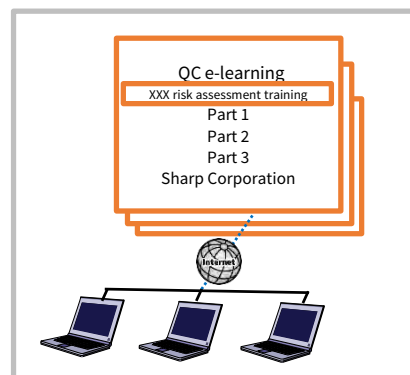 QC e-learning
XXX risk assessment training
Part 1
Part 2
Part 3
Sharp Corporation
Internet